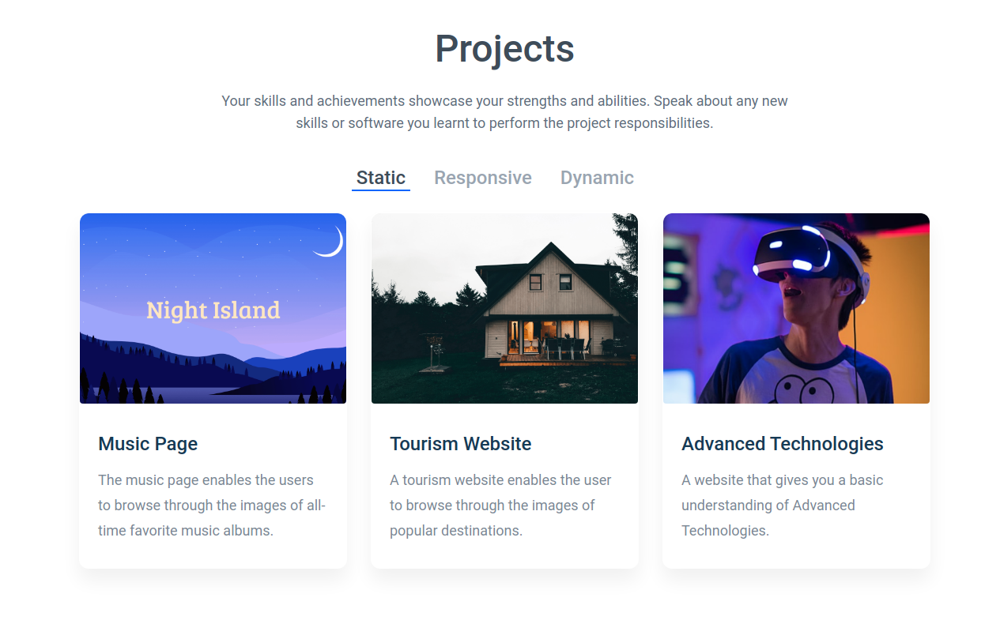 Projects
Your skills and achievements showcase your strengths and abilities. Speak about any new
skills or software you learnt to perform the project responsibilities.
Static Responsive Dynamic
Night Island
Music Page
The music page enables the users
to browse through the images of all-
time favorite music albums.
Tourism Website
A tourism website enables the user
to browse through the images of
popular destinations.
Advanced Technologies
A website that gives you a basic
understanding of Advanced
Technologies.